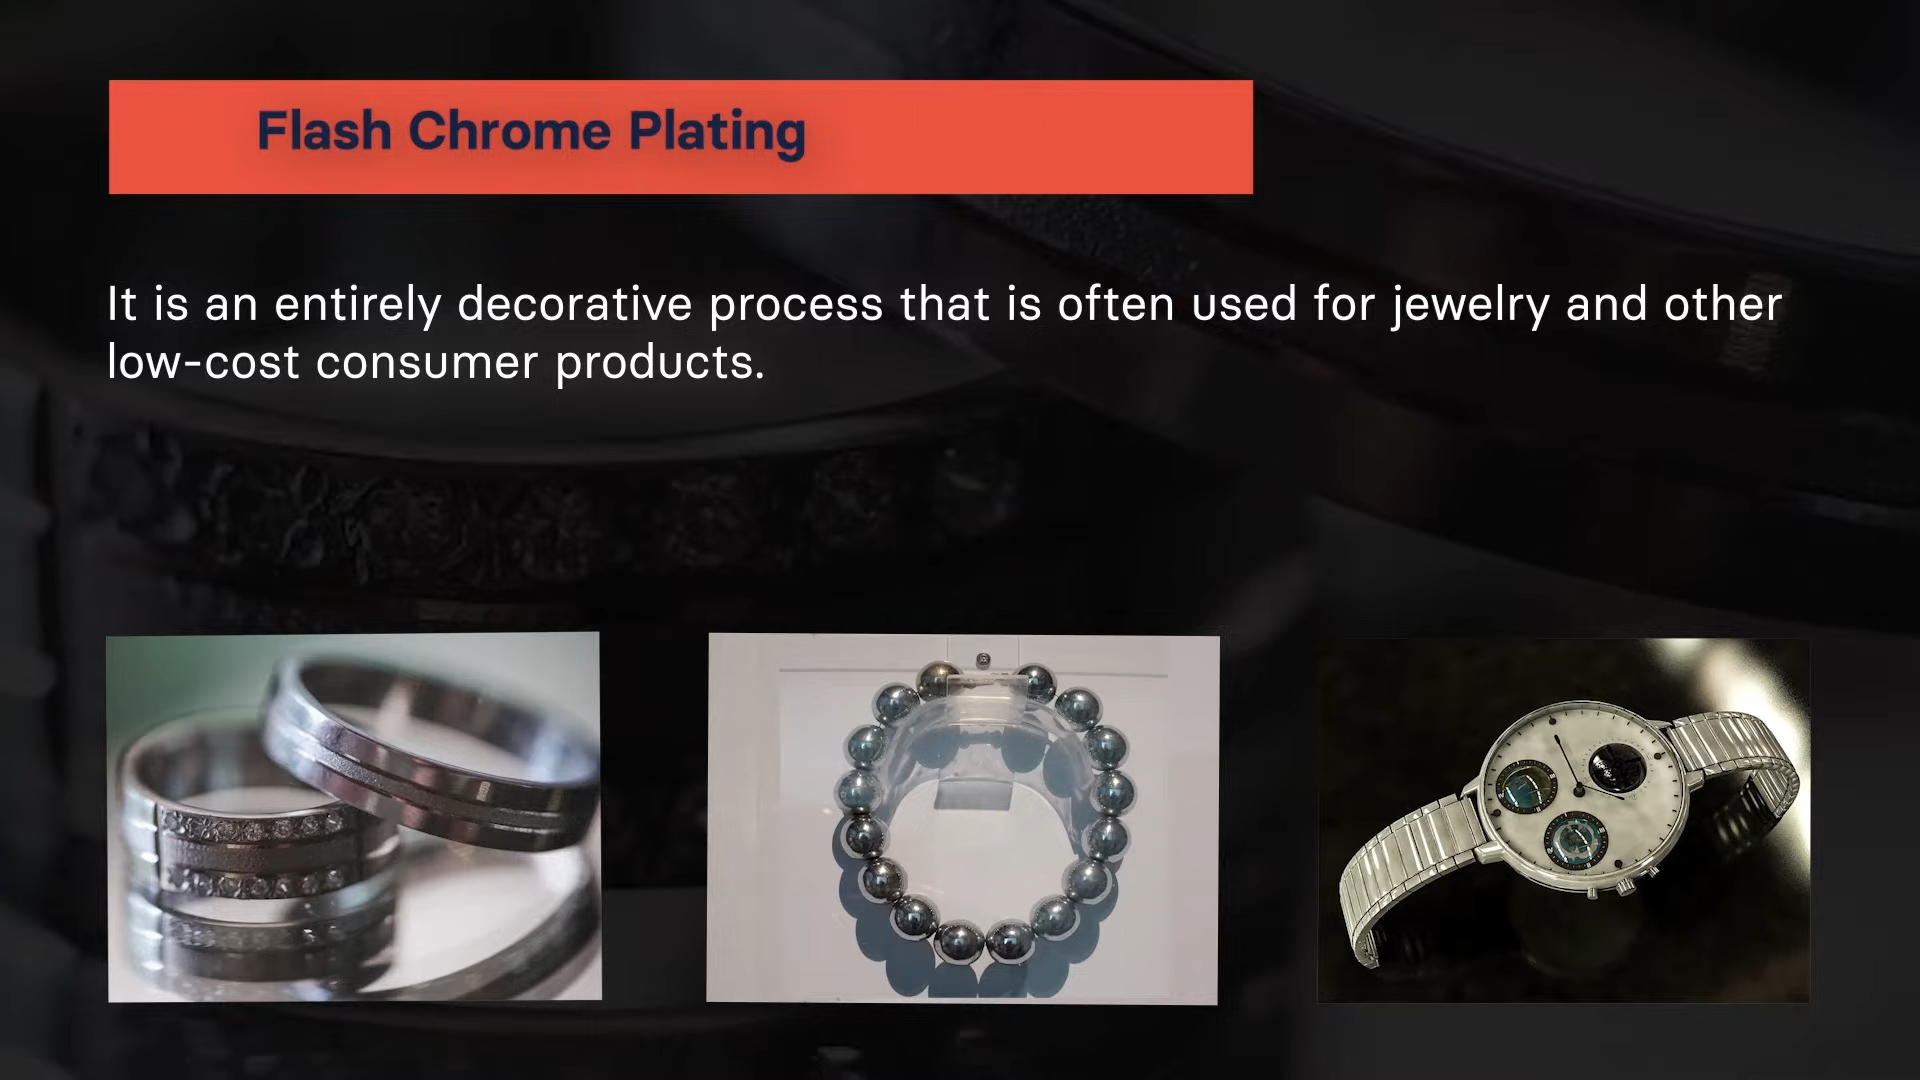 Flash Chrome Plating
It is an entirely decorative process that is often used for jewelry and other
low-cost consumer products.